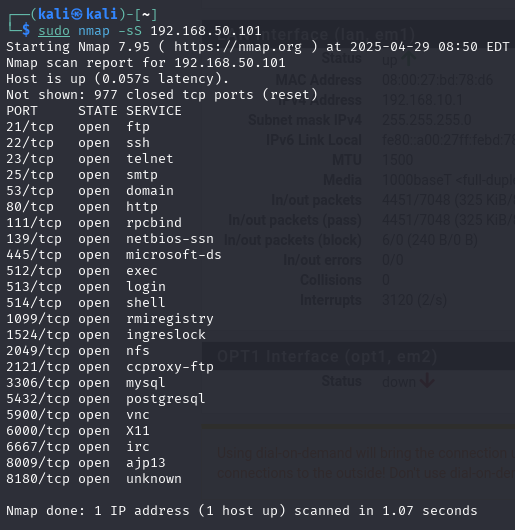 ┌──(kali㉿kali)-[~]
└─$ sudo nmap -sS 192.168.50.101
Starting Nmap 7.95 ( https://nmap.org ) at 2025-04-29 08:50 EDT
Nmap scan report for 192.168.50.101
Host is up (0.057s latency).
Not shown: 977 closed tcp ports (reset)
PORT     STATE SERVICE
21/tcp   open  ftp
22/tcp   open  ssh
23/tcp   open  telnet
25/tcp   open  smtp
53/tcp   open  domain
80/tcp   open  http
111/tcp  open  rpcbind
139/tcp  open  netbios-ssn
445/tcp  open  microsoft-ds
512/tcp  open  exec
513/tcp  open  login
514/tcp  open  shell
1099/tcp open  rmiregistry
1524/tcp open  ingreslock
2049/tcp open  nfs
2121/tcp open  ccproxy-ftp
3306/tcp open  mysql
5432/tcp open  postgresql
5900/tcp open  vnc
6000/tcp open  X11
6667/tcp open  irc
8009/tcp open  ajp13
8180/tcp open  unknown
Nmap done: 1 IP address (1 host up) scanned in 1.07 seconds
Interface (lan, em1)
Status up
MAC Address 08:00:27:bd:78:d6
Address 192.168.10.1
Subnet mask IPv4 255.255.255.0
IPv6 Link Local
MTU 1500
Media 1000baseT <full-duplex
In/out packets 4451/7048 (325 KiB/
In/out packets (pass) 4451/7048 (325 KiB/
In/out packets (block) 6/0 (240 B/0 B)
In/out errors 0/0
Collisions 0
Interrupts 3120 (2/s)
OPT1 Interface (opt1, em2)
Status down
Using dial-on-demand will bring the connection
connections to the outside. Don't use dial-on-de